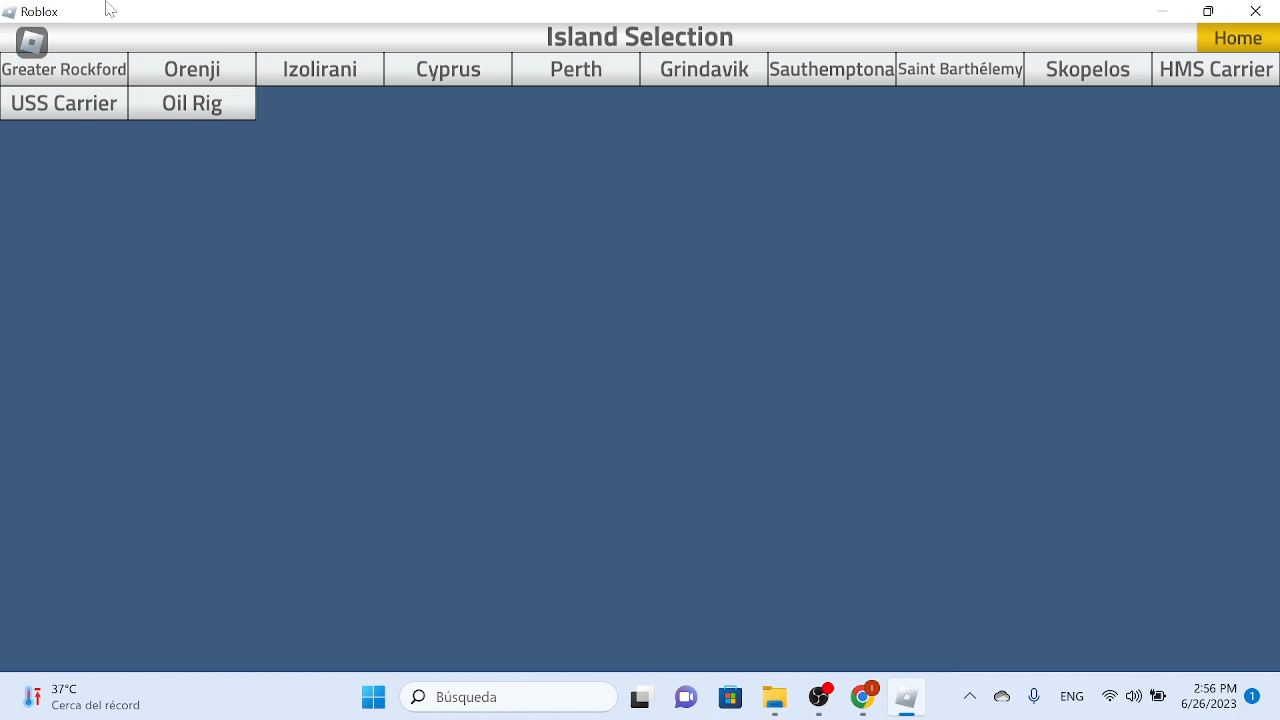 Roblox
Island Selection
Home
Greater Rockford Orenji Izolirani Cyprus Perth Grindavik Sauthemptona Saint Barthélemy Skopelos HMS Carrier
USS Carrier Oil Rig
37°C
Cerca del récord
Búsqueda
ENG
2:56 PM
6/26/2023
1